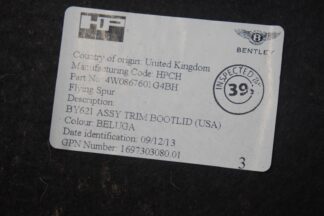 HP
BENTLEY
Country of origin: United Kingdom
Manufacturing Code: HPCH
Part No: 4W0867601G4BH
Flying Spur
Description:
BY621 ASSY TRIM BOOTLID (USA)
Colour: BELUGA
Date identification: 09/12/13
GPN Number: 1697303080.01
INSPECTED BY
39
3